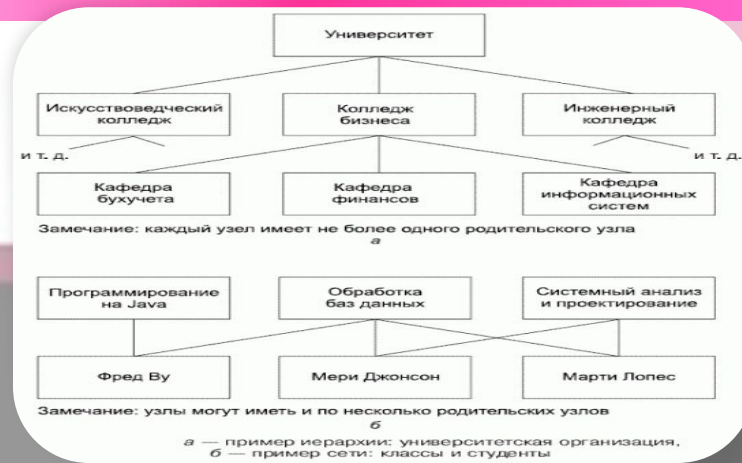 Университет
Искусствоведческий
колледж
Колледж
бизнеса
Инженерный
колледж
и т. д.
и т. д.
Кафедра
бухучета
Кафедра
финансов
Кафедра
информационных
систем
Замечание: каждый узел имеет не более одного родительского узла
а
Программирование
на Java
Обработка
баз данных
Системный анализ
и проектирование
Фред Ву
Мери Джонсон
Марти Лопес
Замечание: узлы могут иметь и по несколько родительских узлов
б
а — пример иерархии: университетская организация,
б — пример сети: классы и студенты